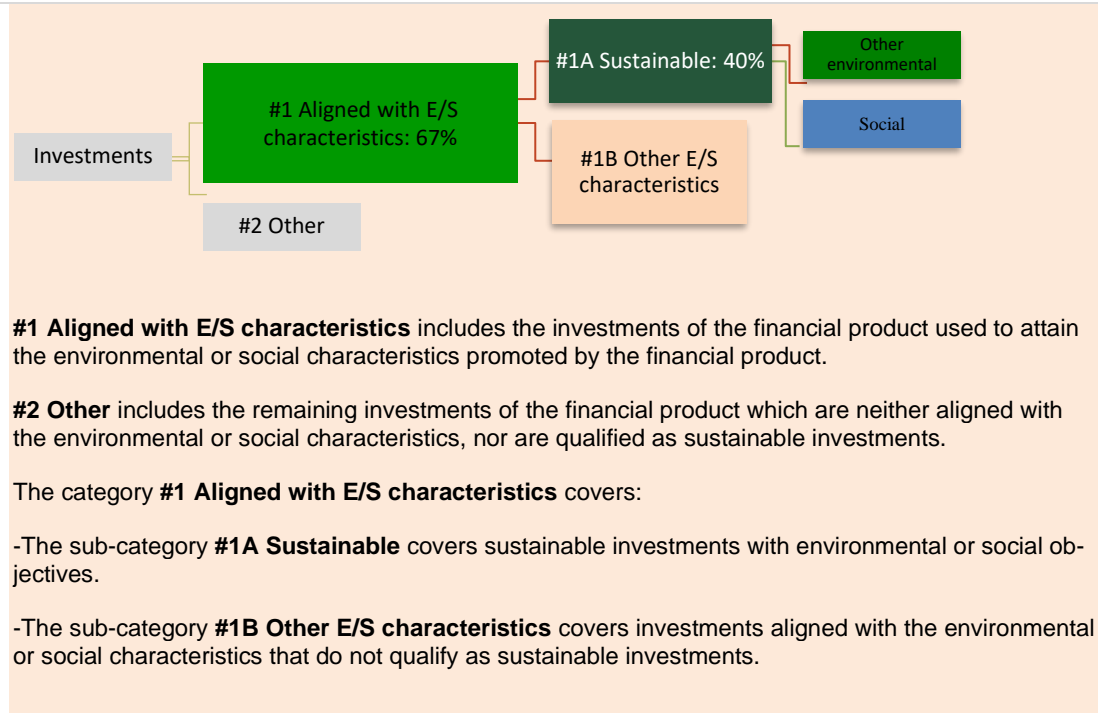 Investments
#1 Aligned with E/S
characteristics: 67%
#2 Other
#1A Sustainable: 40%
#1B Other E/S
characteristics
Other
environmental
Social
#1 Aligned with E/S characteristics includes the investments of the financial product used to attain
the environmental or social characteristics promoted by the financial product.
#2 Other includes the remaining investments of the financial product which are neither aligned with
the environmental or social characteristics, nor are qualified as sustainable investments.
The category #1 Aligned with E/S characteristics covers:
-The sub-category #1A Sustainable covers sustainable investments with environmental or social ob-
jectives.
-The sub-category #1B Other E/S characteristics covers investments aligned with the environmental
or social characteristics that do not qualify as sustainable investments.